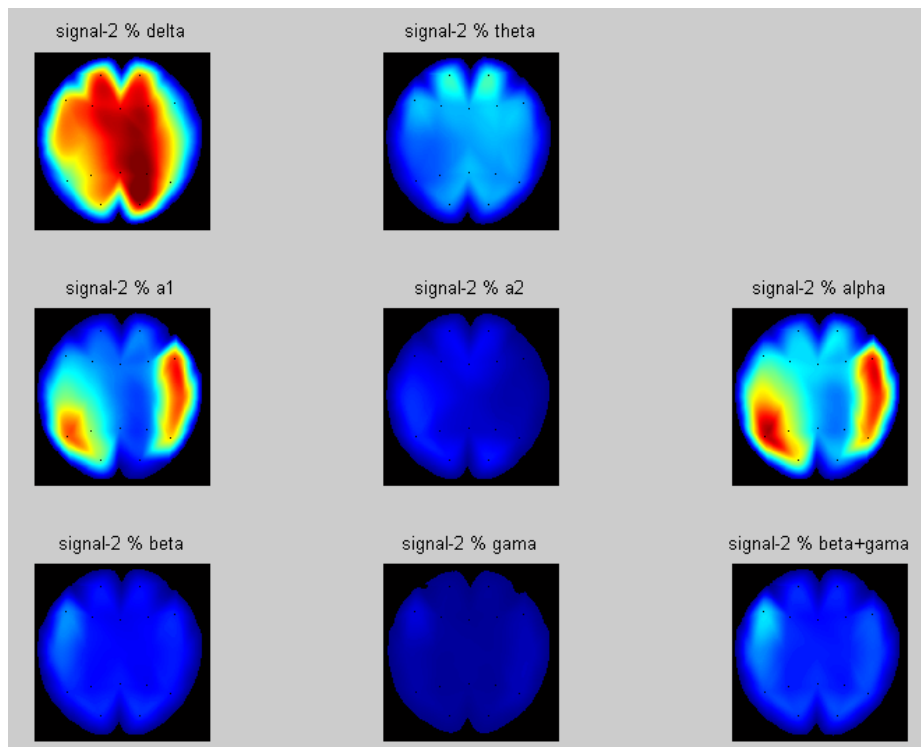 signal-2 % delta
signal-2 % theta
signal-2 % a1
signal-2 % a2
signal-2 % alpha
signal-2 % beta
signal-2 % gama
signal-2 % beta+gama